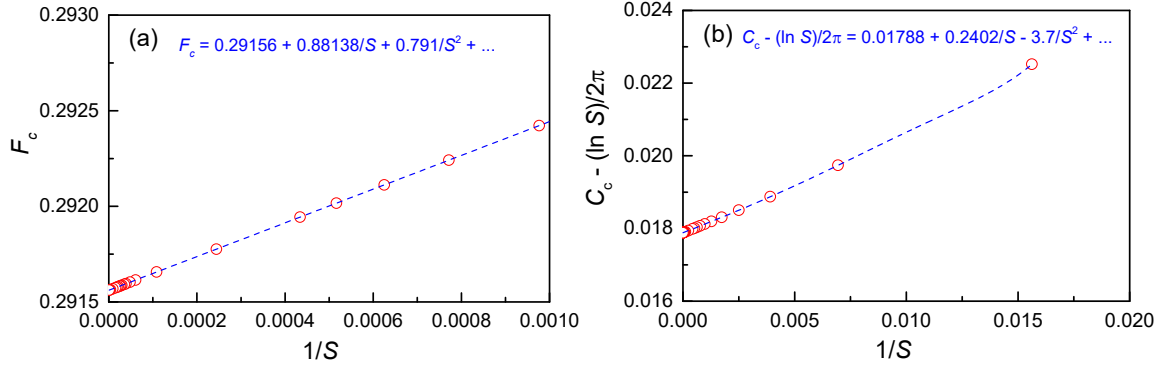 (a)
F_c = 0.29156 + 0.88138/S + 0.791/S² + ...
0.2930
0.2925
0.2920
0.2915
F_c
0.0000 0.0002 0.0004 0.0006 0.0008 0.0010
1/S
(b)
C_c - (ln S)/2π = 0.01788 + 0.2402/S - 3.7/S² + ...
0.024
0.022
0.020
0.018
0.016
C_c - (ln S)/2π
0.000 0.005 0.010 0.015 0.020
1/S